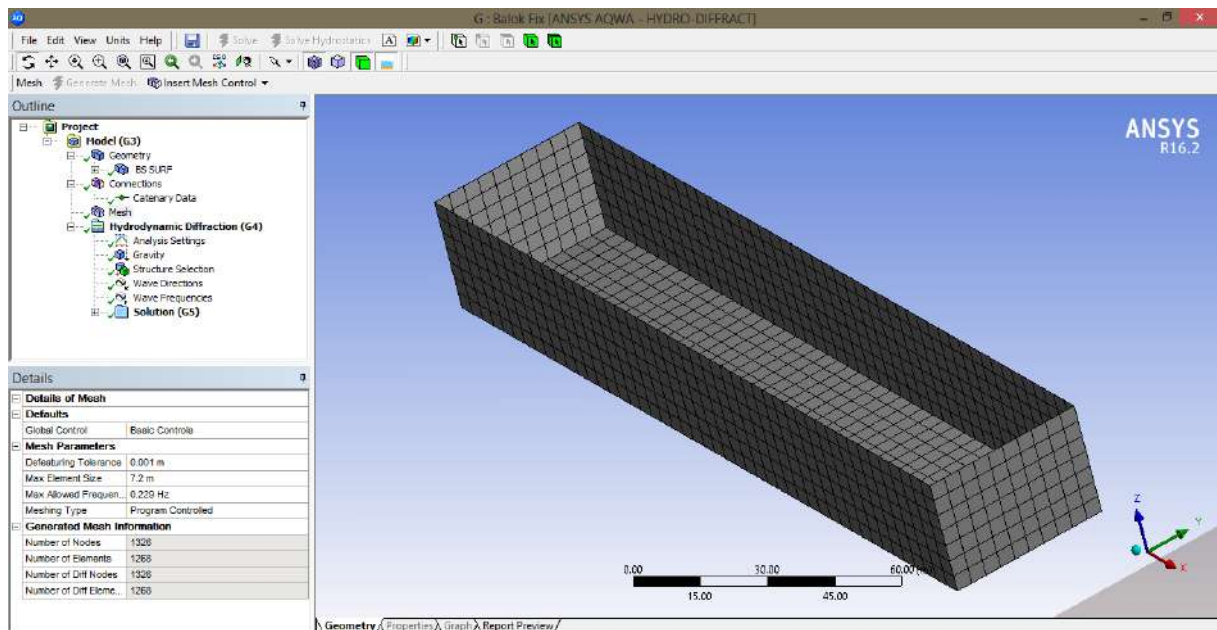 G : Balok Fix [ANSYS AQWA - HYDRO-DIFFRACT]
File Edit View Units Help Solve Solve Hydrostatics A
Mesh Generate Mesh Insert Mesh Control
Outline
Project
Model (G3)
Geometry
BS SURF
Connections
Catenary Data
Mesh
Hydrodynamic Diffraction (G4)
Analysis Settings
Gravity
Structure Selection
Wave Directions
Wave Frequencies
Solution (G5)
ANSYS
R16.2
Details
Details of Mesh
Defaults
Global Control Basic Controls
Mesh Parameters
Defeaturing Tolerance 0.001 m
Max Element Size 7.2 m
Max Allowed Frequen... 0.229 Hz
Meshing Type Program Controlled
Generated Mesh Information
Number of Nodes 1326
Number of Elements 1268
Number of Diff Nodes 1326
Number of Diff Eleme... 1268
0.00 30.00 60.00
15.00 45.00
Z
Y
X
Geometry Properties Graph Report Preview